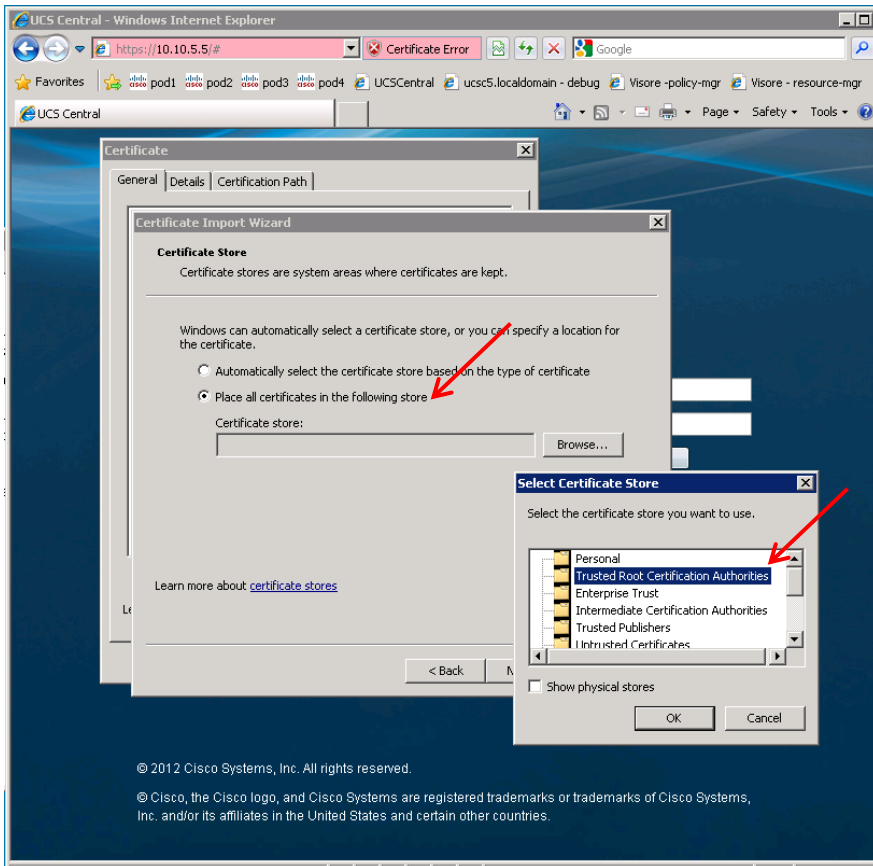 UCS Central - Windows Internet Explorer
https://10.10.5.5/#
Certificate Error
Google
Favorites
pod1
pod2
pod3
pod4
UCSCentral
ucsc5.localdomain - debug
Visore -policy-mgr
Visore - resource-mgr
UCS Central
Page
Safety
Tools
Certificate
General
Details
Certification Path
Certificate Import Wizard
Certificate Store
Certificate stores are system areas where certificates are kept.
Windows can automatically select a certificate store, or you can specify a location for
the certificate.
Automatically select the certificate store based on the type of certificate
Place all certificates in the following store
Certificate store:
Browse...
Select Certificate Store
Select the certificate store you want to use.
Personal
Trusted Root Certification Authorities
Enterprise Trust
Intermediate Certification Authorities
Trusted Publishers
Untrusted Certificates
Show physical stores
OK
Cancel
Learn more about certificate stores
< Back
© 2012 Cisco Systems, Inc. All rights reserved.
© Cisco, the Cisco logo, and Cisco Systems are registered trademarks or trademarks of Cisco Systems,
Inc. and/or its affiliates in the United States and certain other countries.